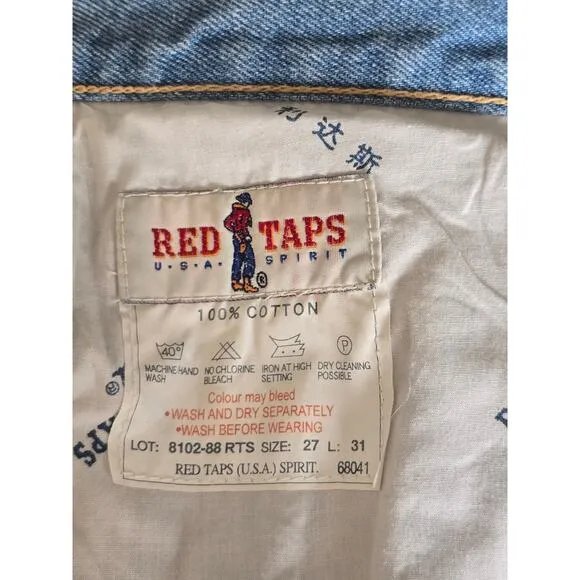 利达斯
RED TAPS
U.S.A. SPIRIT
®
100% COTTON
40°
P
MACHINE HAND WASH
NO CHLORINE BLEACH
IRON AT HIGH SETTING
DRY CLEANING POSSIBLE
Colour may bleed
•WASH AND DRY SEPARATELY
•WASH BEFORE WEARING
LOT: 8102-88 RTS SIZE: 27 L: 31
RED TAPS (U.S.A.) SPIRIT. 68041
®
TAPS